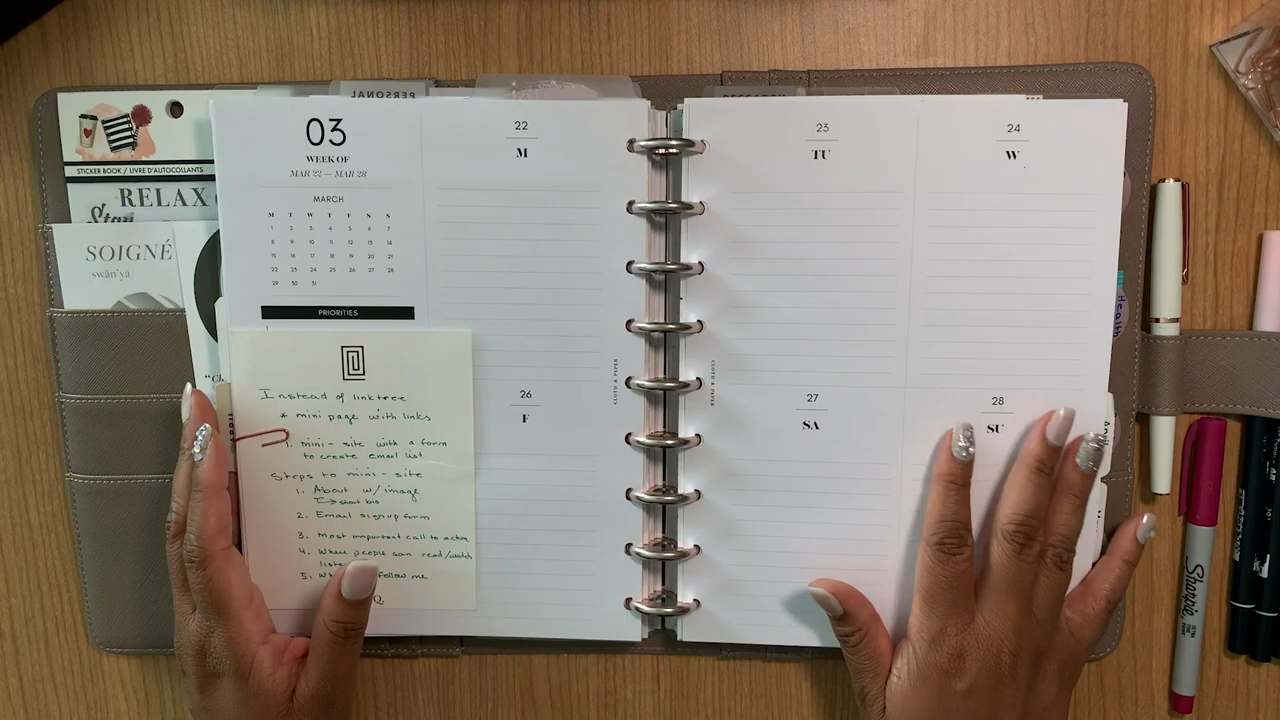 PERSONAL
STICKER BOOK / LIVRE D'AUTOCOLLANTS
RELAX
Stay
SOIGNÉ
/swän'yā/
03
WEEK OF
MAR 22 — MAR 28
MARCH
M T W T F S S
1 2 3 4 5 6 7
8 9 10 11 12 13 14
15 16 17 18 19 20 21
22 23 24 25 26 27 28
29 30 31
PRIORITIES
22
M
26
F
CLOTH & PAPER
Instead of linktree
* mini page with links
1. mini - site with a form
to create email list
Steps to mini - site
1. About w/image
↳ short bio
2. Email signup form
3. Most important call to action
4. Where people can read/watch
5. follow me
Q
CLOTH & PAPER
23
TU
24
W
27
SA
28
SU
Health
Sharpie
ULTRA FINE POINT